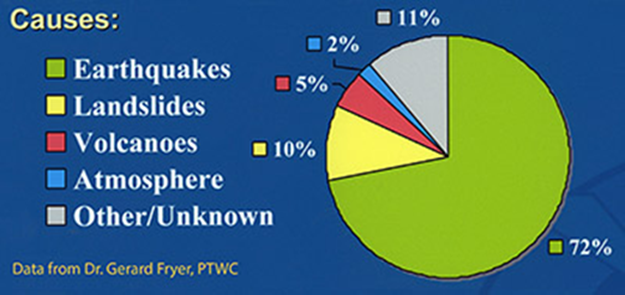 Causes:
Earthquakes
Landslides
Volcanoes
Atmosphere
Other/Unknown
11%
2%
5%
10%
72%
Data from Dr. Gerard Fryer, PTWC